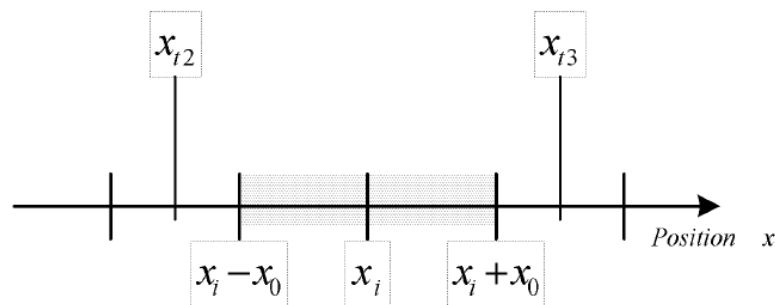 x_{t2} x_{t3}
Position x
x_i − x_0 x_i x_i + x_0